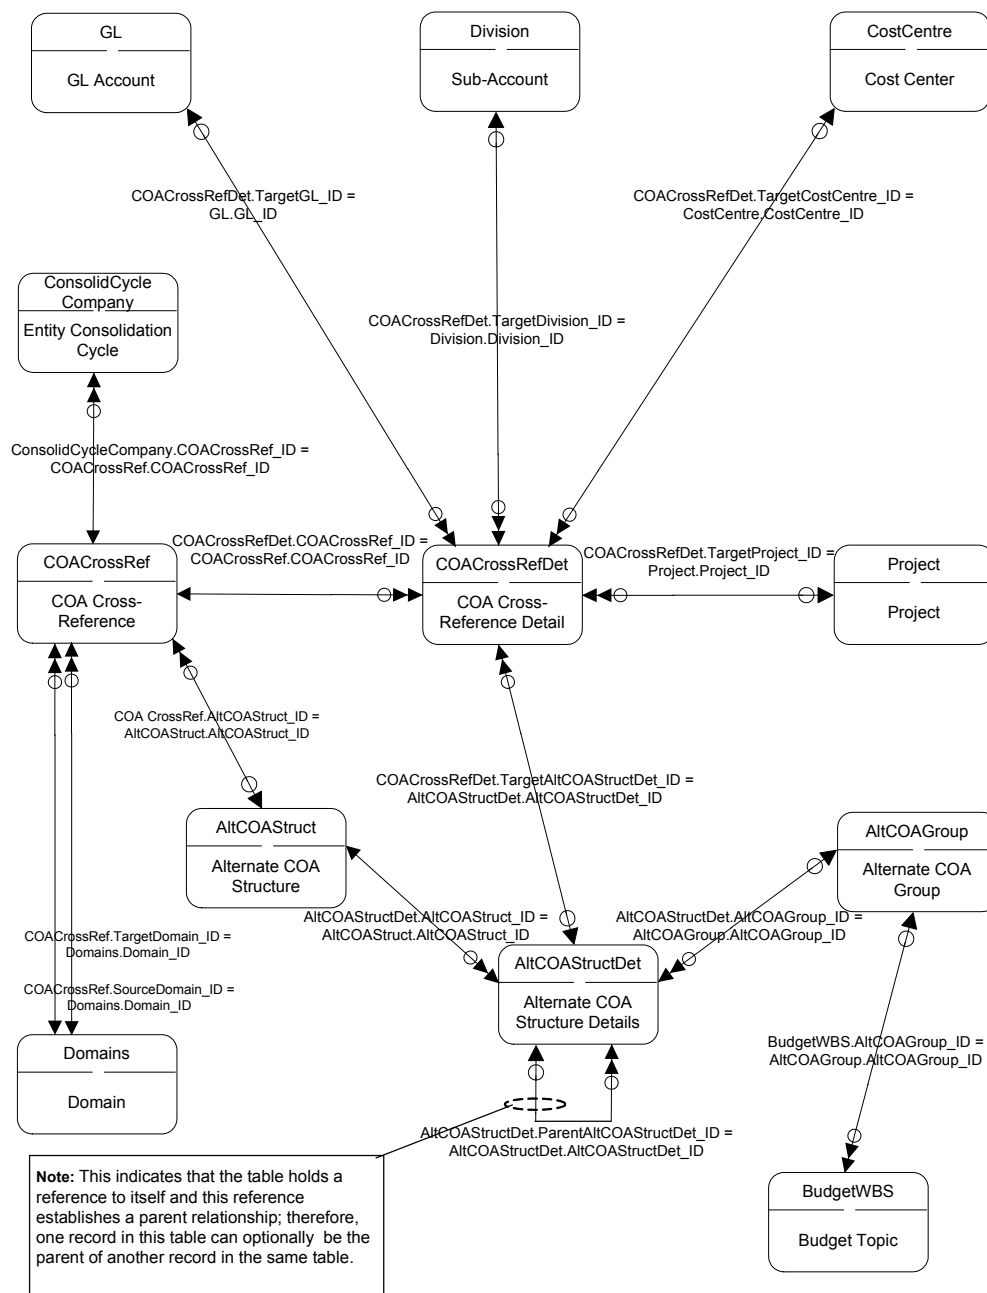 GL
GL Account
Division
Sub-Account
CostCentre
Cost Center
COACrossRefDet.TargetGL_ID =
GL.GL_ID
COACrossRefDet.TargetCostCentre_ID =
CostCentre.CostCentre_ID
ConsolidCycle
Company
Entity Consolidation
Cycle
COACrossRefDet.TargetDivision_ID =
Division.Division_ID
ConsolidCycleCompany.COACrossRef_ID =
COACrossRef.COACrossRef_ID
COACrossRefDet.COACrossRef_ID =
COACrossRef.COACrossRef_ID
COACrossRefDet.TargetProject_ID =
Project.Project_ID
COACrossRef
COA Cross-
Reference
COACrossRefDet
COA Cross-
Reference Detail
Project
Project
COA CrossRef.AltCOAStruct_ID =
AltCOAStruct.AltCOAStruct_ID
COACrossRefDet.TargetAltCOAStructDet_ID =
AltCOAStructDet.AltCOAStructDet_ID
AltCOAStruct
Alternate COA
Structure
AltCOAGroup
Alternate COA
Group
AltCOAStructDet.AltCOAStruct_ID =
AltCOAStruct.AltCOAStruct_ID
AltCOAStructDet.AltCOAGroup_ID =
AltCOAGroup.AltCOAGroup_ID
COACrossRef.TargetDomain_ID =
Domains.Domain_ID
COACrossRef.SourceDomain_ID =
Domains.Domain_ID
AltCOAStructDet
Alternate COA
Structure Details
Domains
Domain
BudgetWBS.AltCOAGroup_ID =
AltCOAGroup.AltCOAGroup_ID
AltCOAStructDet.ParentAltCOAStructDet_ID =
AltCOAStructDet.AltCOAStructDet_ID
Note: This indicates that the table holds a
reference to itself and this reference
establishes a parent relationship; therefore,
one record in this table can optionally be the
parent of another record in the same table.
BudgetWBS
Budget Topic